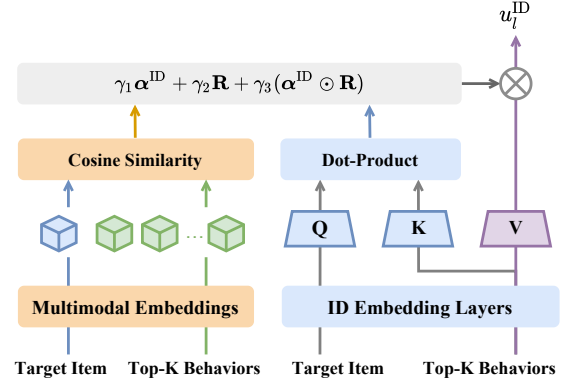 u_l^ID
γ₁α^ID + γ₂R + γ₃(α^ID ⊙ R)
Cosine Similarity
Dot-Product
Q
K
V
...
Multimodal Embeddings
ID Embedding Layers
Target Item
Top-K Behaviors
Target Item
Top-K Behaviors